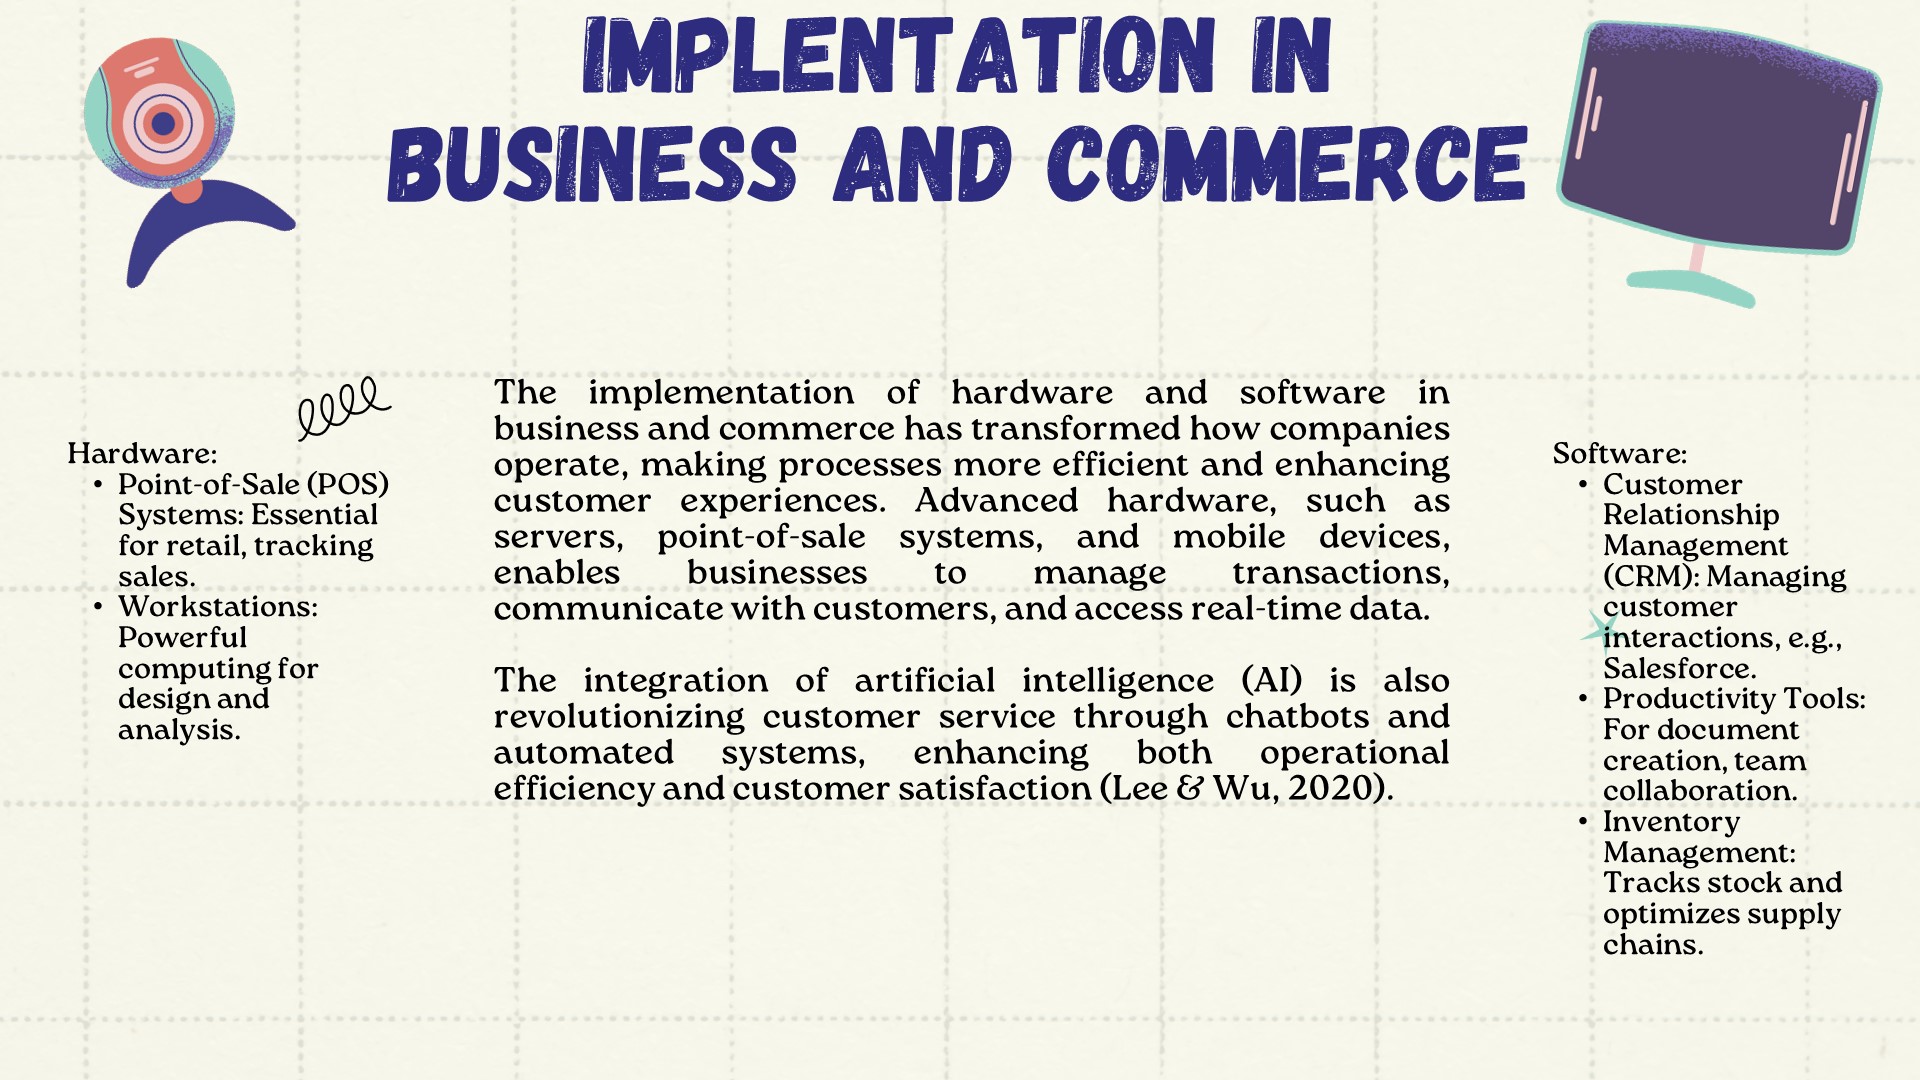 IMPLENTATION IN
BUSINESS AND COMMERCE
Hardware:
• Point-of-Sale (POS)
Systems: Essential
for retail, tracking
sales.
• Workstations:
Powerful
computing for
design and
analysis.
The implementation of hardware and software in
business and commerce has transformed how companies
operate, making processes more efficient and enhancing
customer experiences. Advanced hardware, such as
servers, point-of-sale systems, and mobile devices,
enables businesses to manage transactions,
communicate with customers, and access real-time data.
The integration of artificial intelligence (AI) is also
revolutionizing customer service through chatbots and
automated systems, enhancing both operational
efficiency and customer satisfaction (Lee & Wu, 2020).
Software:
• Customer
Relationship
Management
(CRM): Managing
customer
interactions, e.g.,
Salesforce.
• Productivity Tools:
For document
creation, team
collaboration.
• Inventory
Management:
Tracks stock and
optimizes supply
chains.